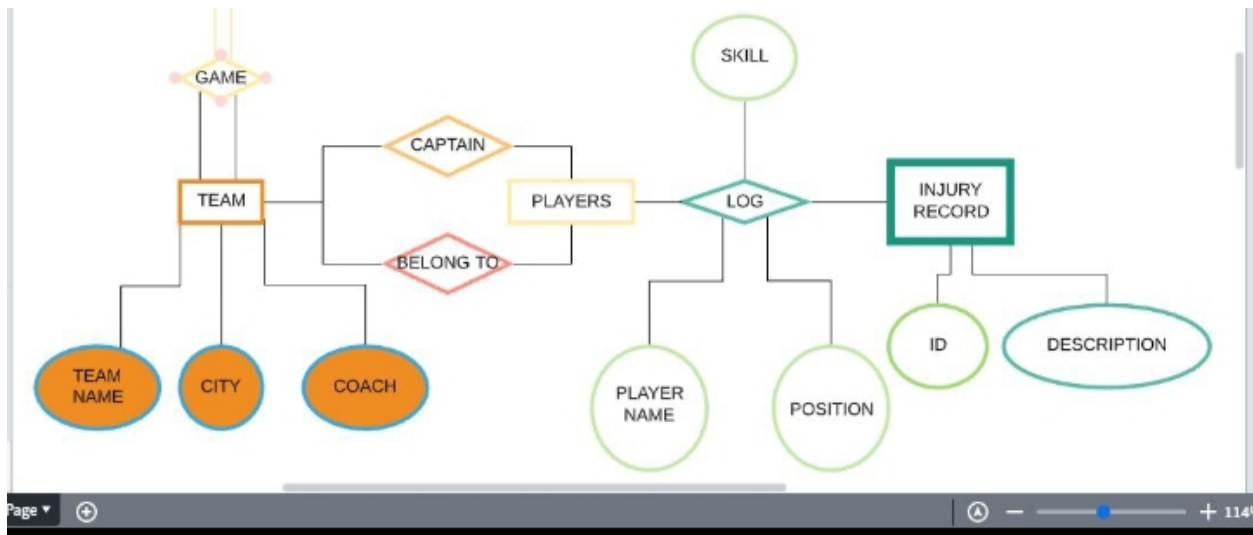 SKILL
GAME
CAPTAIN
TEAM
PLAYERS
LOG
INJURY
RECORD
BELONG TO
ID
DESCRIPTION
TEAM
NAME
CITY
COACH
PLAYER
NAME
POSITION
Page
114%